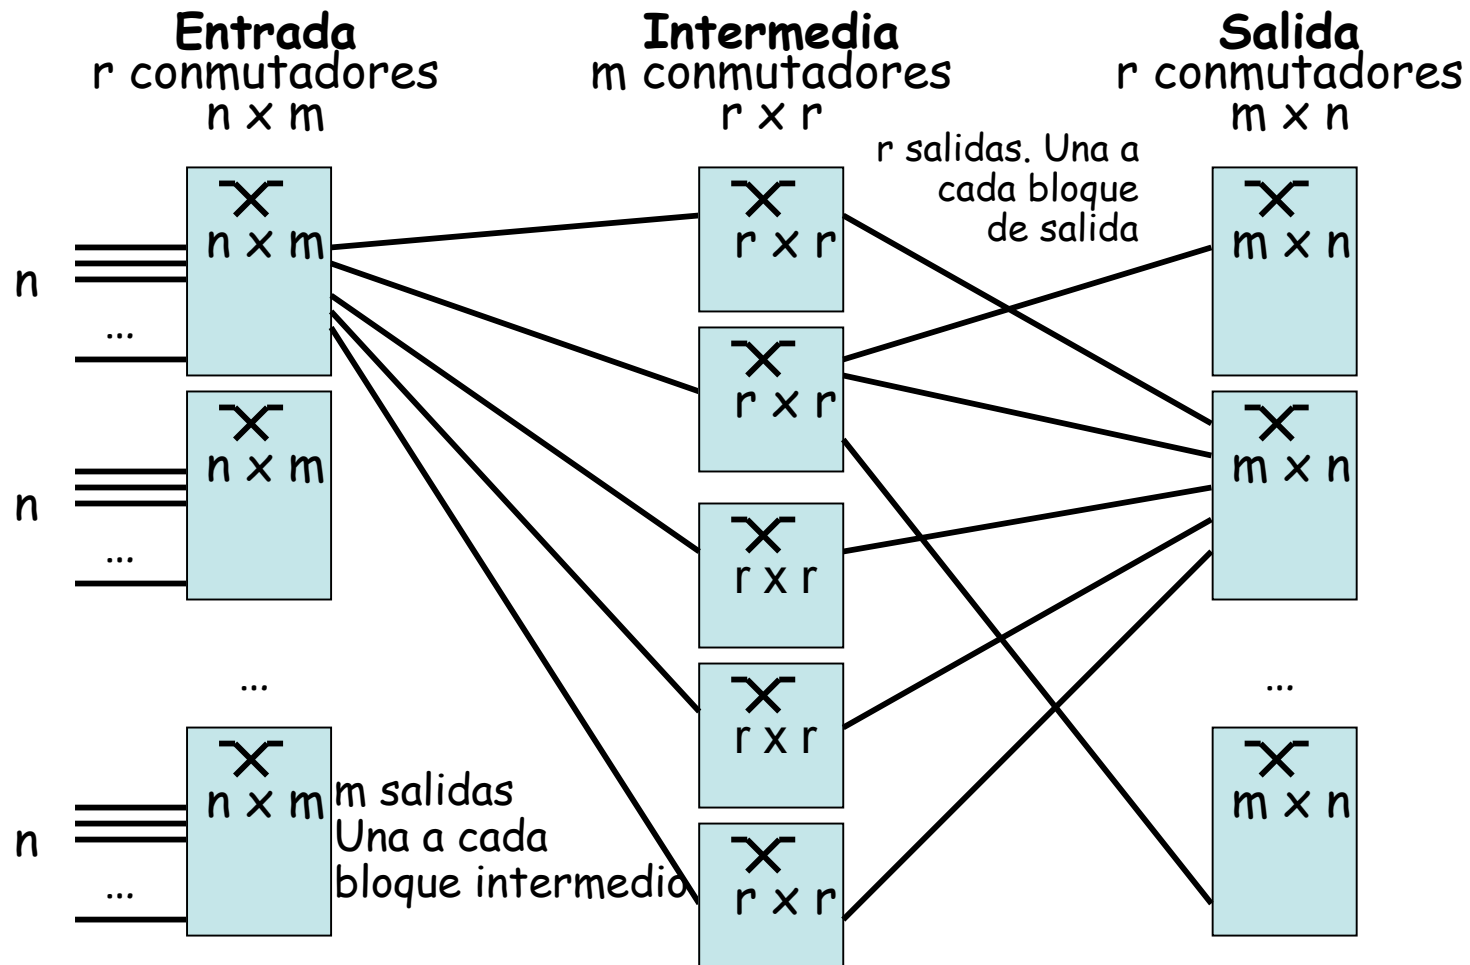 Entrada
r conmutadores
n x m
Intermedia
m conmutadores
r x r
Salida
r conmutadores
m x n
r salidas. Una a
cada bloque
de salida
n
...
n x m
n
...
n x m
...
n
...
n x m
m salidas
Una a cada
bloque intermedio
r x r
r x r
r x r
r x r
r x r
m x n
m x n
...
m x n